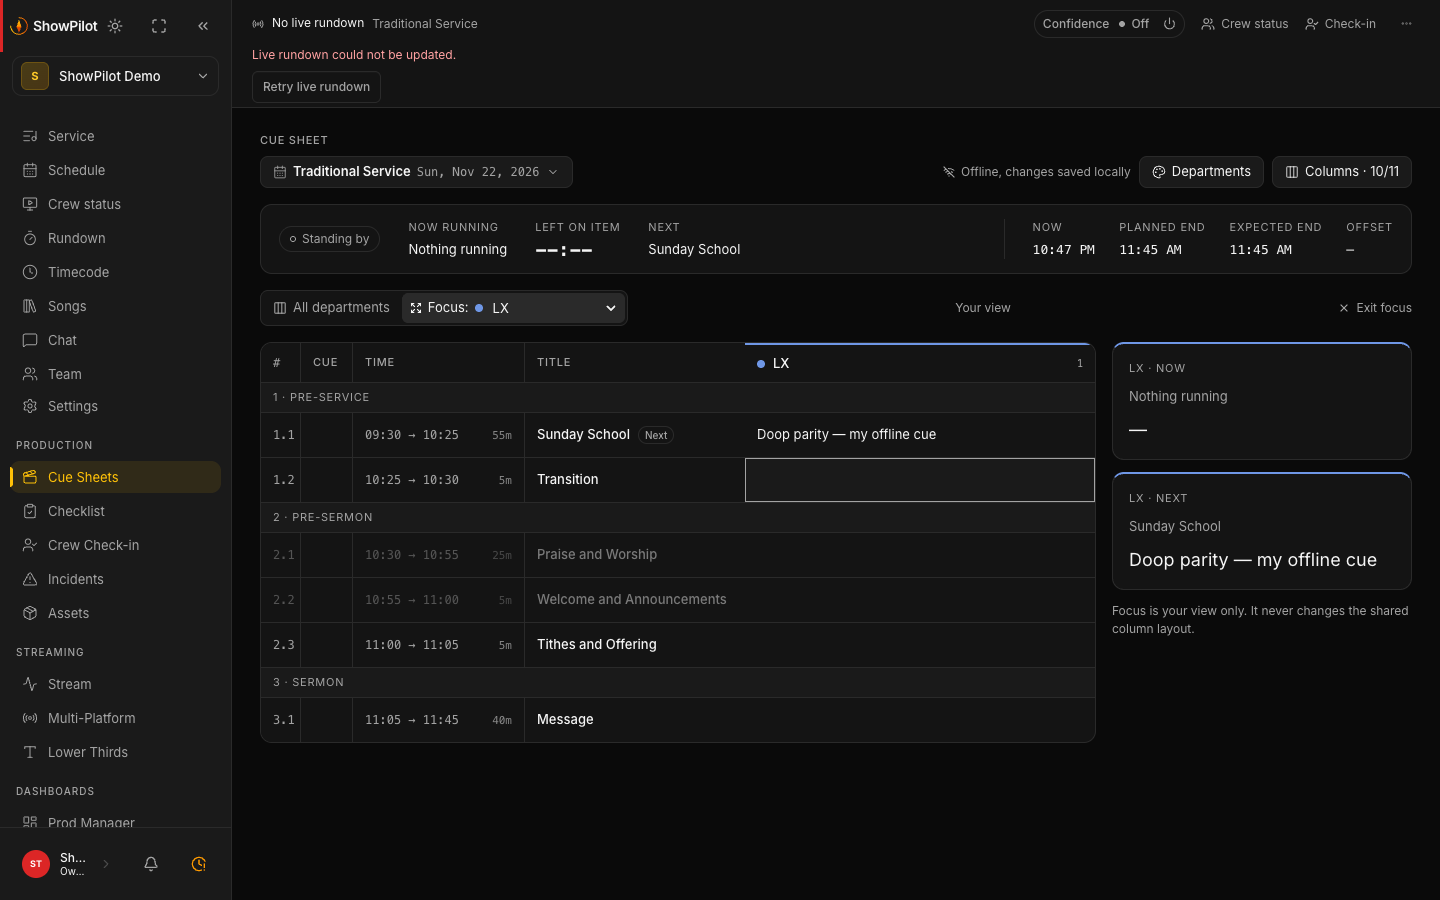 ShowPilot
S ShowPilot Demo
Service
Schedule
Crew status
Rundown
Timecode
Songs
Chat
Team
Settings
PRODUCTION
Cue Sheets
Checklist
Crew Check-in
Incidents
Assets
STREAMING
Stream
Multi-Platform
Lower Thirds
DASHBOARDS
Prod Manager
ST Sh...
Ow...
No live rundown Traditional Service
Confidence Off Crew status Check-in
Live rundown could not be updated.
Retry live rundown
CUE SHEET
Traditional Service Sun, Nov 22, 2026
Offline, changes saved locally Departments Columns · 10/11
Standing by
NOW RUNNING LEFT ON ITEM NEXT NOW PLANNED END EXPECTED END OFFSET
Nothing running ––:–– Sunday School 10:47 PM 11:45 AM 11:45 AM –
All departments Focus: LX Your view Exit focus
# CUE TIME TITLE LX 1
1 · PRE-SERVICE
1.1 09:30 → 10:25 55m Sunday School Next Doop parity — my offline cue
1.2 10:25 → 10:30 5m Transition
2 · PRE-SERMON
2.1 10:30 → 10:55 25m Praise and Worship
2.2 10:55 → 11:00 5m Welcome and Announcements
2.3 11:00 → 11:05 5m Tithes and Offering
3 · SERMON
3.1 11:05 → 11:45 40m Message
LX · NOW
Nothing running
—
LX · NEXT
Sunday School
Doop parity — my offline cue
Focus is your view only. It never changes the shared
column layout.